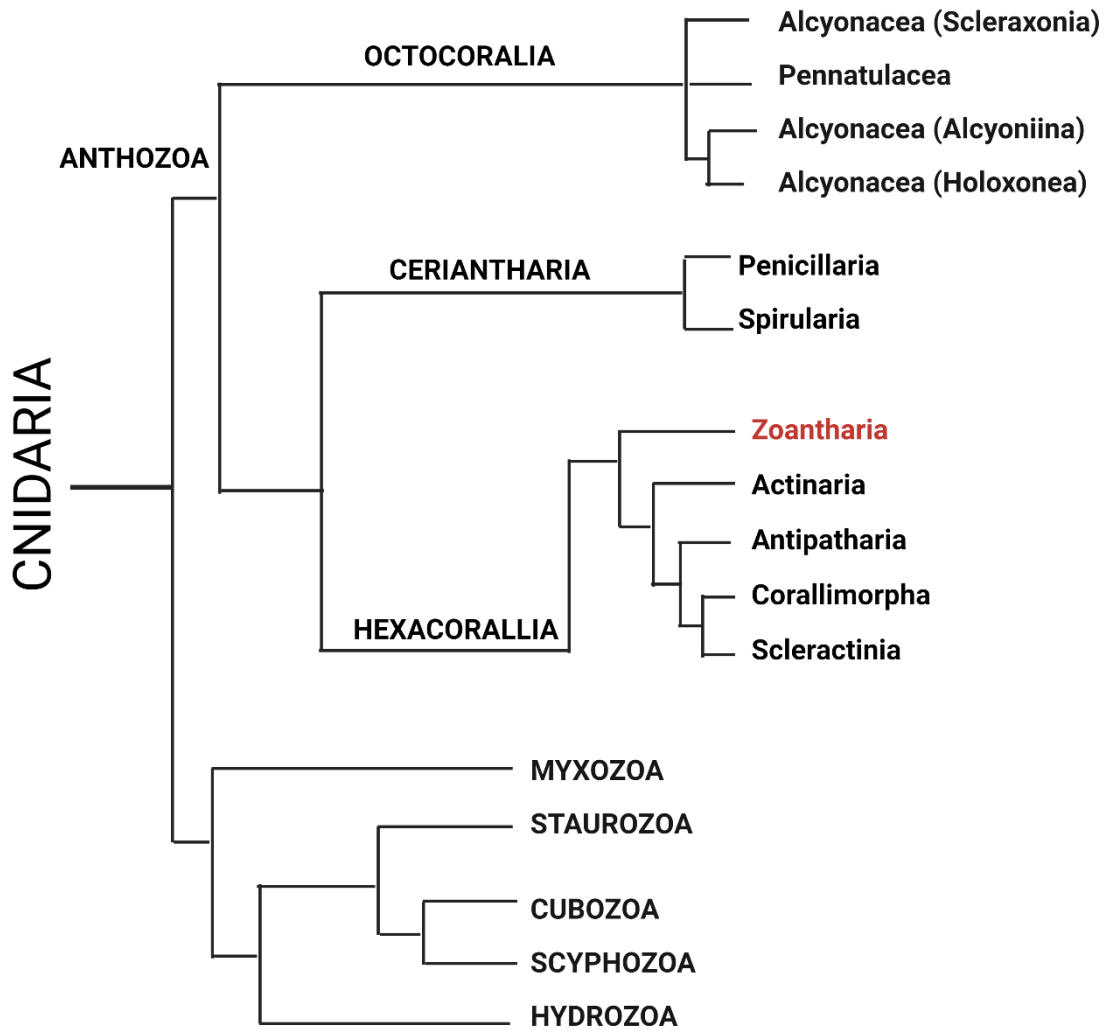 Alcyonacea (Scleraxonia)
OCTOCORALIA
Pennatulacea
Alcyonacea (Alcyoniina)
ANTHOZOA
Alcyonacea (Holoxonea)
CERIANTHARIA
Penicillaria
Spirularia
CNIDARIA
Zoantharia
Actinaria
Antipatharia
Corallimorpha
HEXACORALLIA
Scleractinia
MYXOZOA
STAUROZOA
CUBOZOA
SCYPHOZOA
HYDROZOA